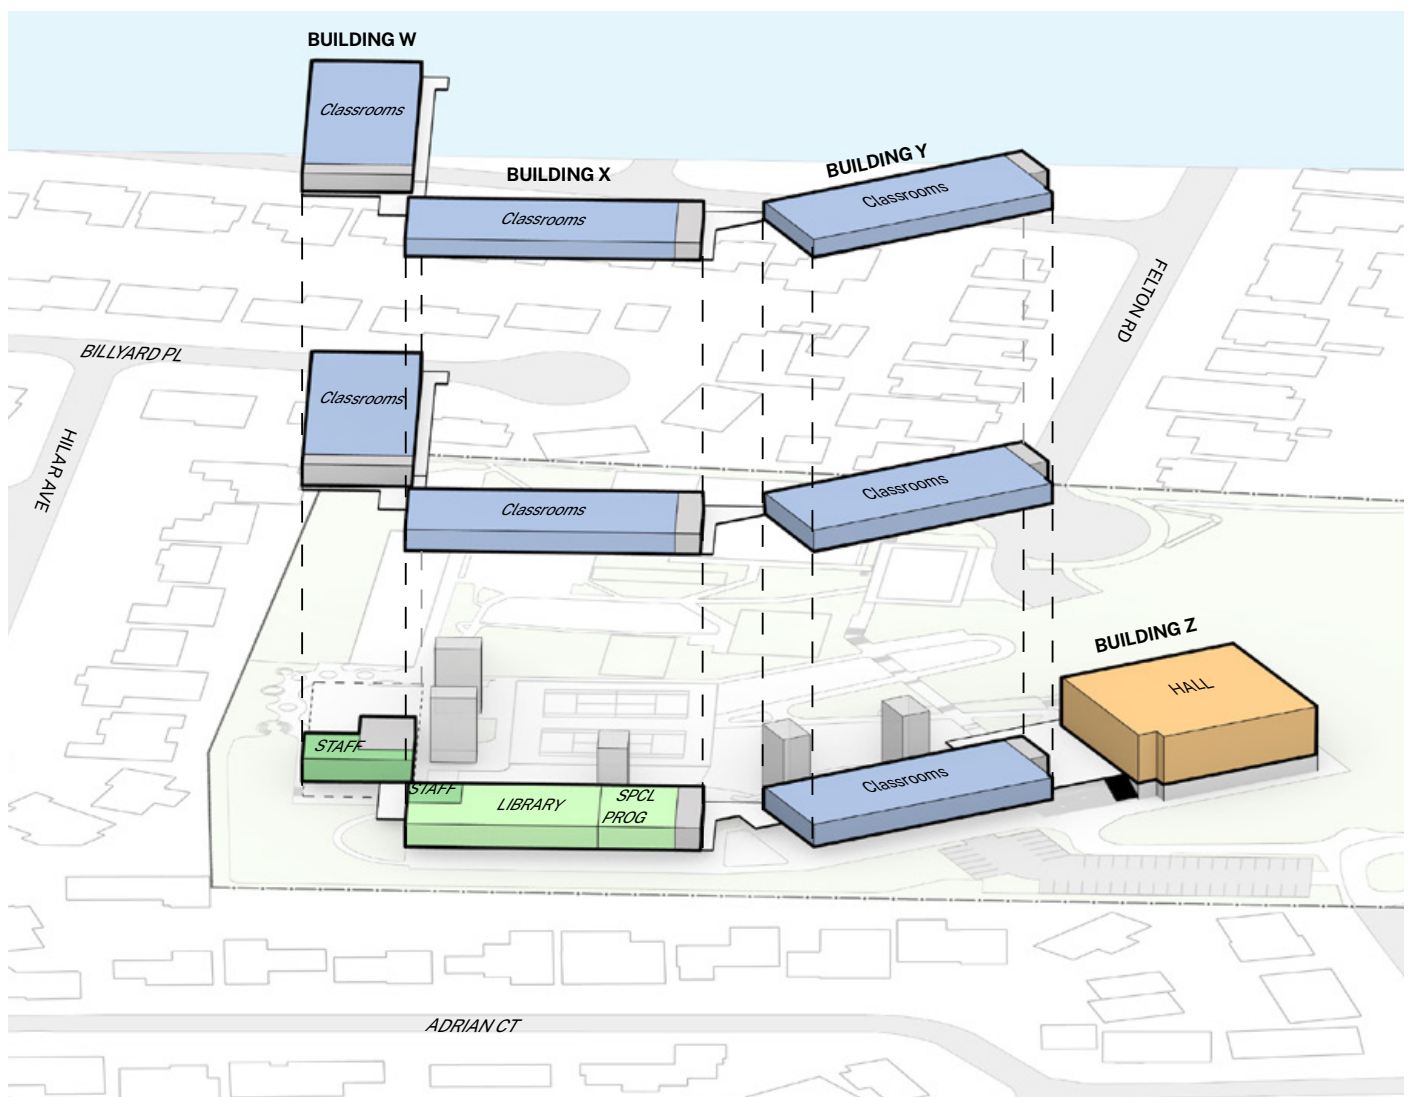 BUILDING W
Classrooms
BUILDING X
Classrooms
BUILDING Y
Classrooms
FELTON RD
BILLYARD PL
Classrooms
HILAR AVE
Classrooms
Classrooms
BUILDING Z
HALL
STAFF
STAFF
LIBRARY
SPCL
PROG
Classrooms
ADRIAN CT